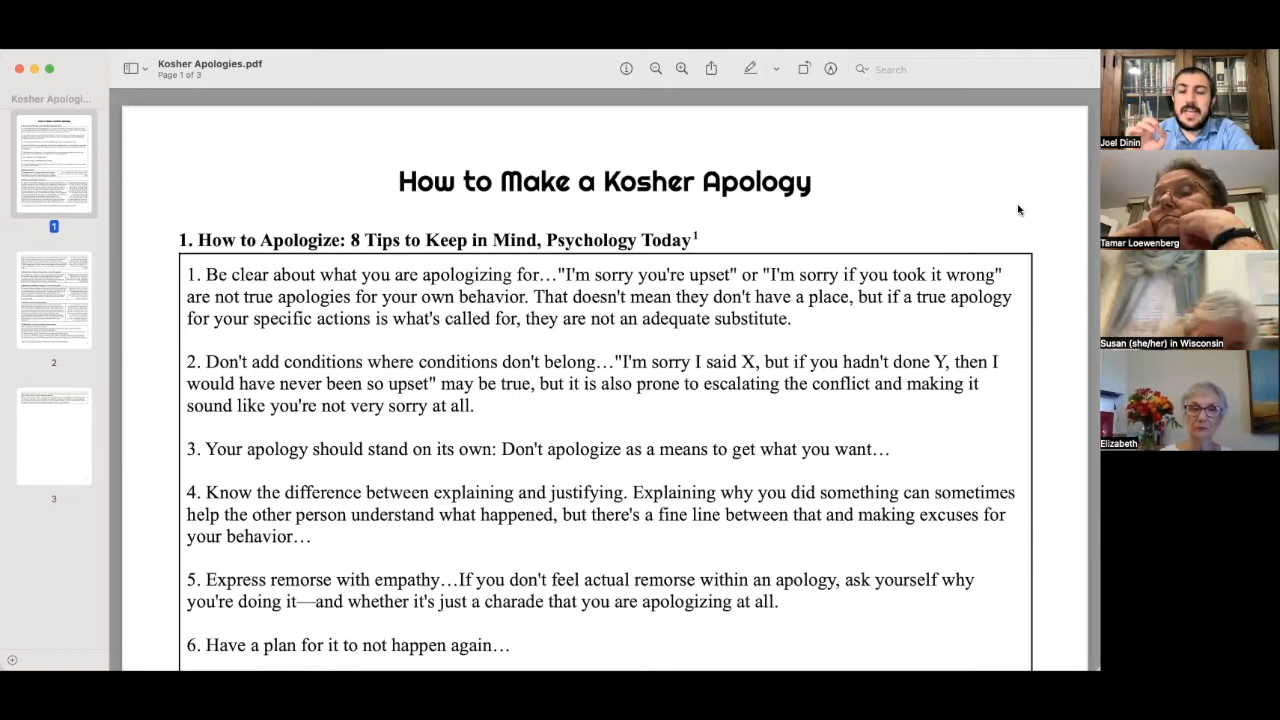 Kosher Apologies.pdf
Page 1 of 3
Search
Kosher Apologi...
1
2
3
How to Make a Kosher Apology
1. How to Apologize: 8 Tips to Keep in Mind, Psychology Today1
1. Be clear about what you are apologizing for…"I'm sorry you're upset" or "I'm sorry if you took it wrong"
are not true apologies for your own behavior. That doesn't mean they don't have a place, but if a true apology
for your specific actions is what's called for, they are not an adequate substitute.
2. Don't add conditions where conditions don't belong…"I'm sorry I said X, but if you hadn't done Y, then I
would have never been so upset" may be true, but it is also prone to escalating the conflict and making it
sound like you're not very sorry at all.
3. Your apology should stand on its own: Don't apologize as a means to get what you want…
4. Know the difference between explaining and justifying. Explaining why you did something can sometimes
help the other person understand what happened, but there's a fine line between that and making excuses for
your behavior…
5. Express remorse with empathy…If you don't feel actual remorse within an apology, ask yourself why
you're doing it—and whether it's just a charade that you are apologizing at all.
6. Have a plan for it to not happen again…
Joel Dinin
Tamar Loewenberg
Susan (she/her) in Wisconsin
Elizabeth